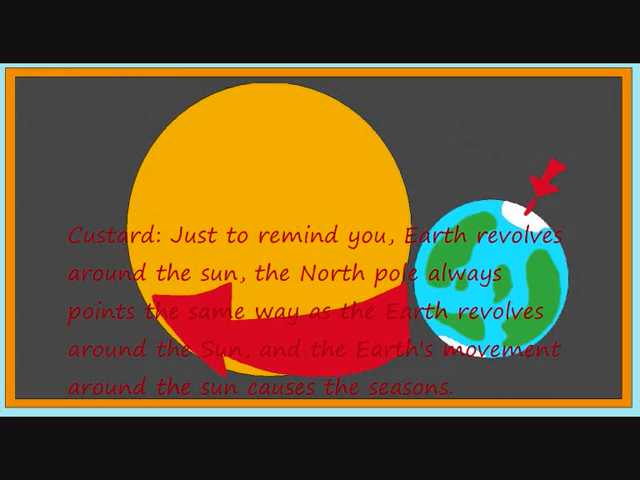 Custard: Just to remind you, Earth revolves
around the sun, the North pole always
points the same way as the Earth revolves
around the Sun, and the Earth's movement
around the sun causes the seasons.